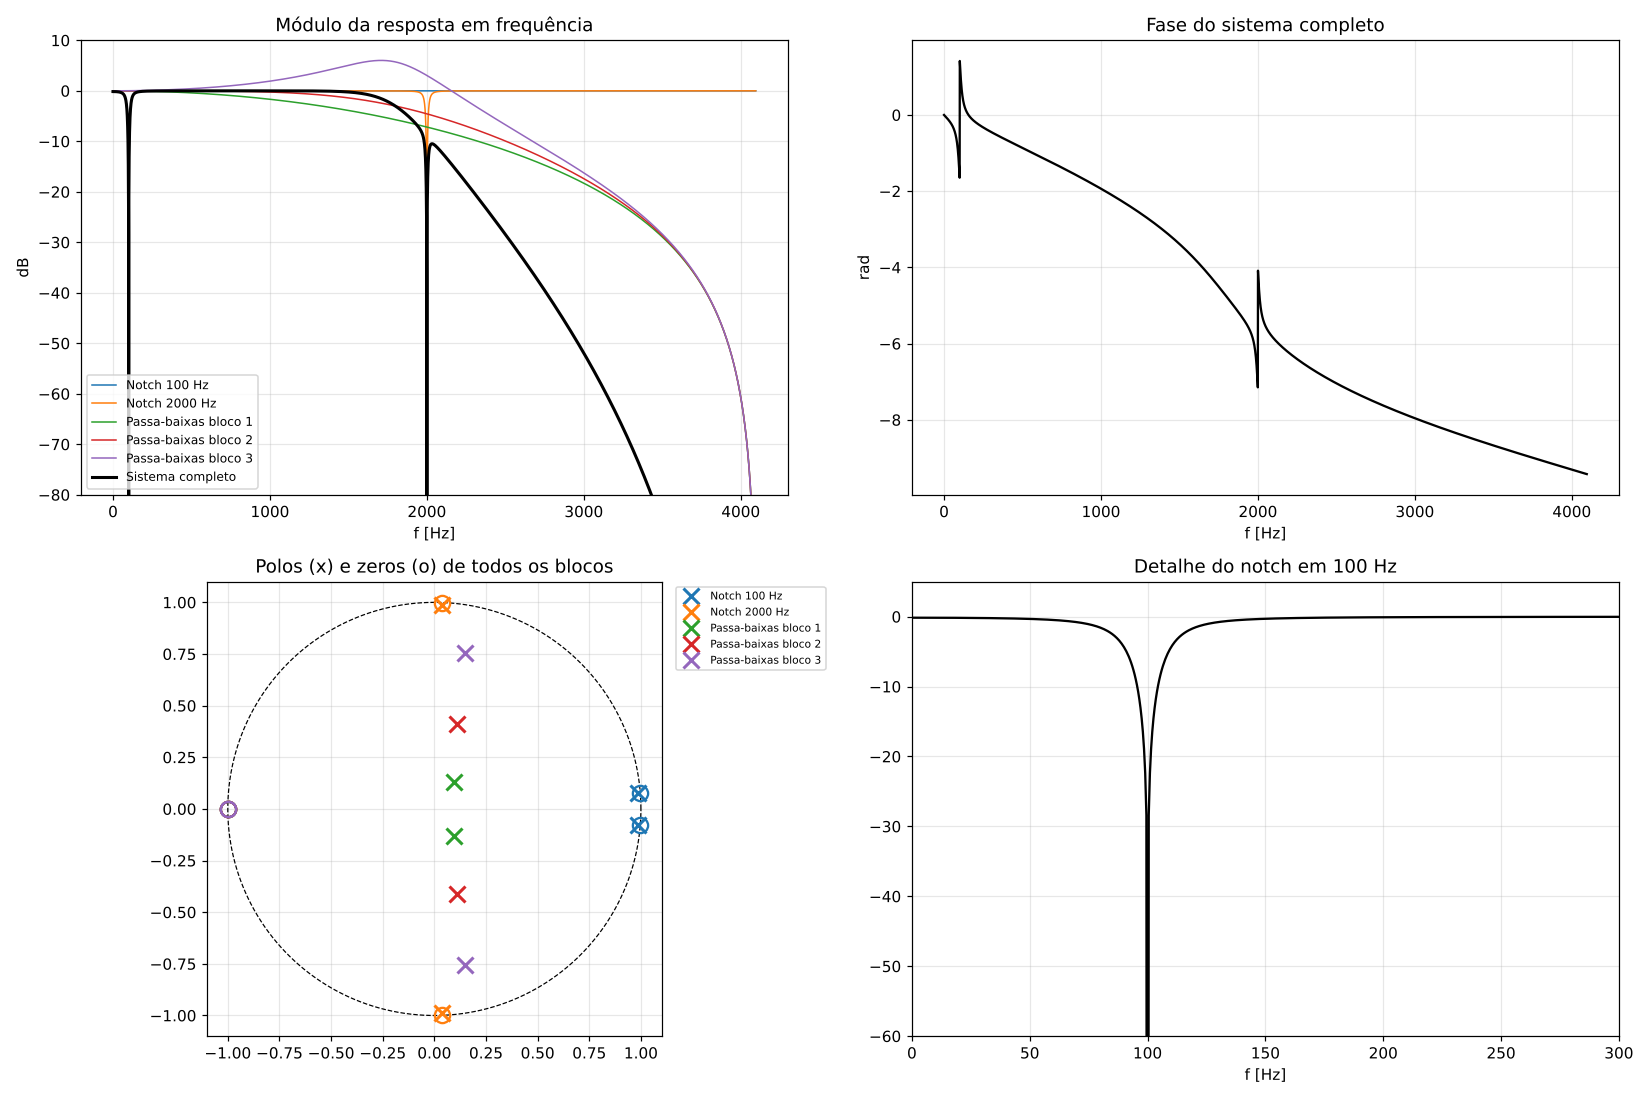 Módulo da resposta em frequência
10
0
−10
−20
−30
−40
−50
−60
−70
−80
dB
Notch 100 Hz
Notch 2000 Hz
Passa-baixas bloco 1
Passa-baixas bloco 2
Passa-baixas bloco 3
Sistema completo
0 1000 2000 3000 4000
f [Hz]
Fase do sistema completo
0
−2
−4
−6
−8
rad
0 1000 2000 3000 4000
f [Hz]
Polos (x) e zeros (o) de todos os blocos
1.00
0.75
0.50
0.25
0.00
−0.25
−0.50
−0.75
−1.00
−1.00 −0.75 −0.50 −0.25 0.00 0.25 0.50 0.75 1.00
Notch 100 Hz
Notch 2000 Hz
Passa-baixas bloco 1
Passa-baixas bloco 2
Passa-baixas bloco 3
Detalhe do notch em 100 Hz
0
−10
−20
−30
−40
−50
−60
0 50 100 150 200 250 300
f [Hz]